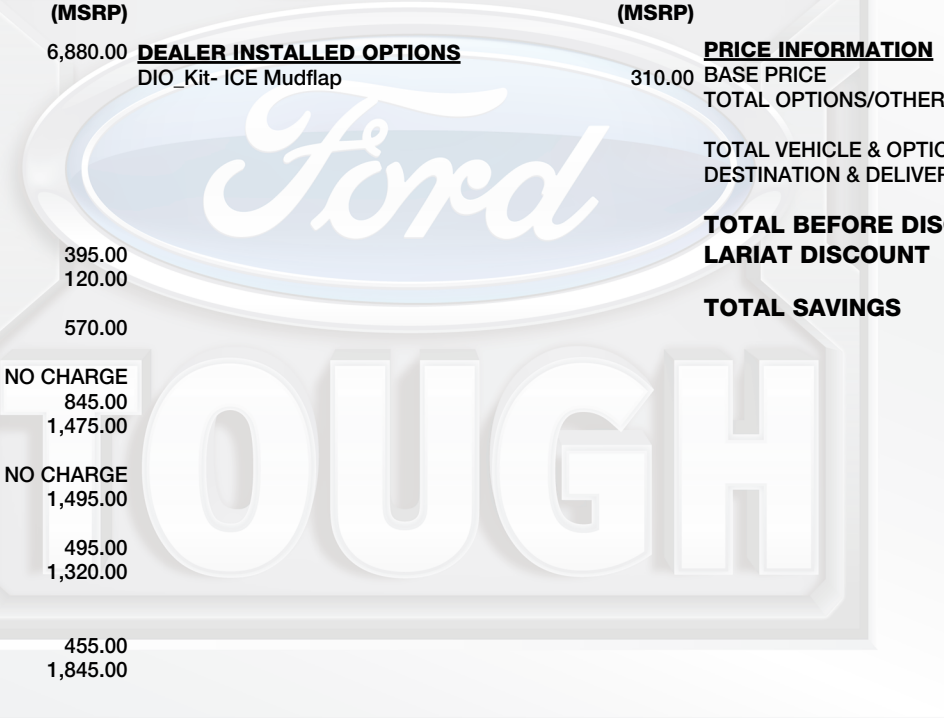 (MSRP)
(MSRP)
6,880.00 DEALER INSTALLED OPTIONS
PRICE INFORMATION
DIO_Kit- ICE Mudflap 310.00 BASE PRICE
TOTAL OPTIONS/OTHER
TOTAL VEHICLE & OPTIO
DESTINATION & DELIVER
TOTAL BEFORE DISC
395.00
LARIAT DISCOUNT
120.00
TOTAL SAVINGS
570.00
NO CHARGE
845.00
1,475.00
NO CHARGE
1,495.00
495.00
1,320.00
455.00
1,845.00
Ford
TOUGH